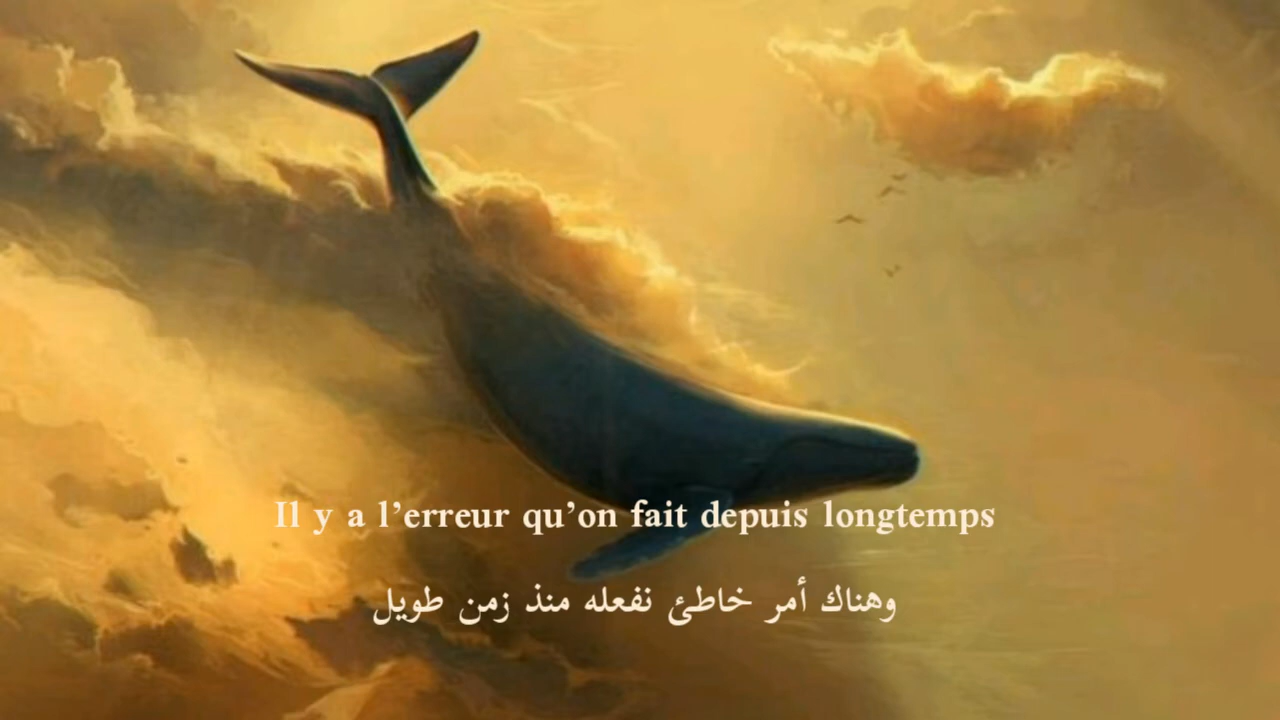 Il y a l’erreur qu’on fait depuis longtemps
وهناك أمر خاطئ نفعله منذ زمن طويل